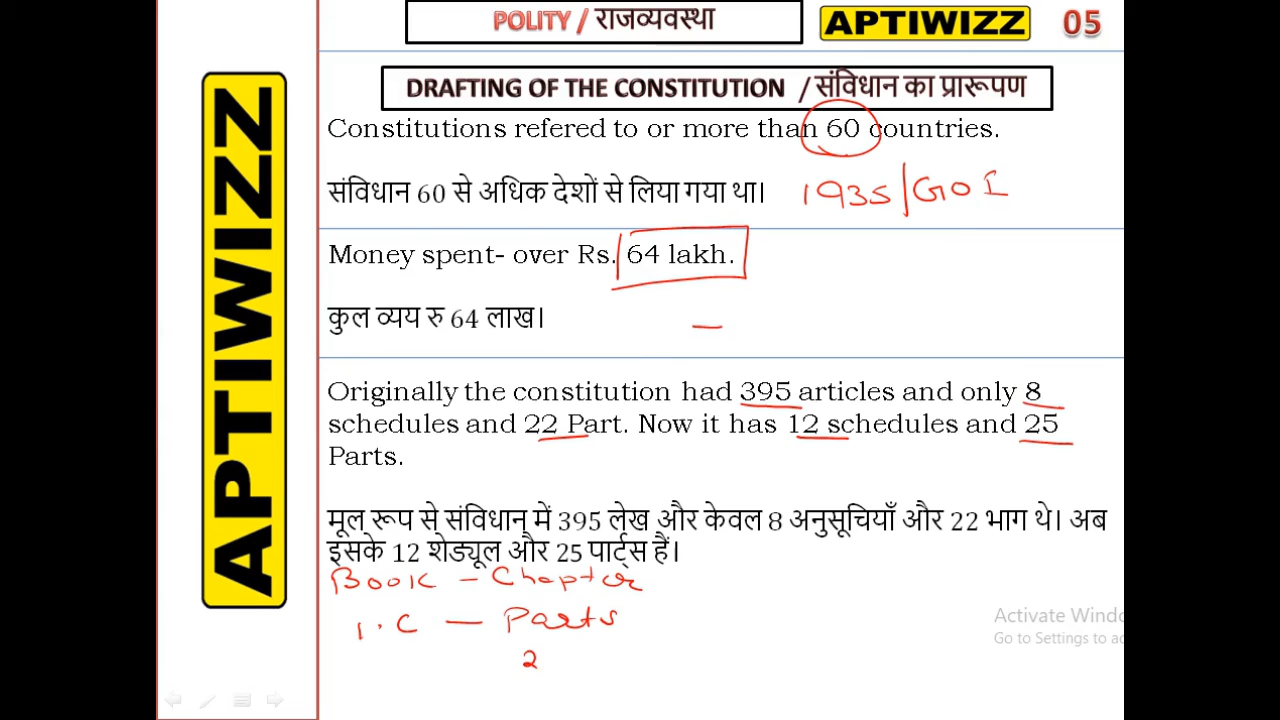 POLITY / राजव्यवस्था
APTIWIZZ
05
DRAFTING OF THE CONSTITUTION / संविधान का प्रारूपण
Constitutions refered to or more than 60 countries.
संविधान 60 से अधिक देशों से लिया गया था।
1935/GOI
Money spent- over Rs. 64 lakh.
कुल व्यय रु 64 लाख।
Originally the constitution had 395 articles and only 8
schedules and 22 Part. Now it has 12 schedules and 25
Parts.
मूल रूप से संविधान में 395 लेख और केवल 8 अनुसूचियाँ और 22 भाग थे। अब
इसके 12 शेड्यूल और 25 पार्ट्स हैं।
Book - Chapter
I.C - Parts
2
APTIWIZZ
Activate Windo
Go to Settings to ac